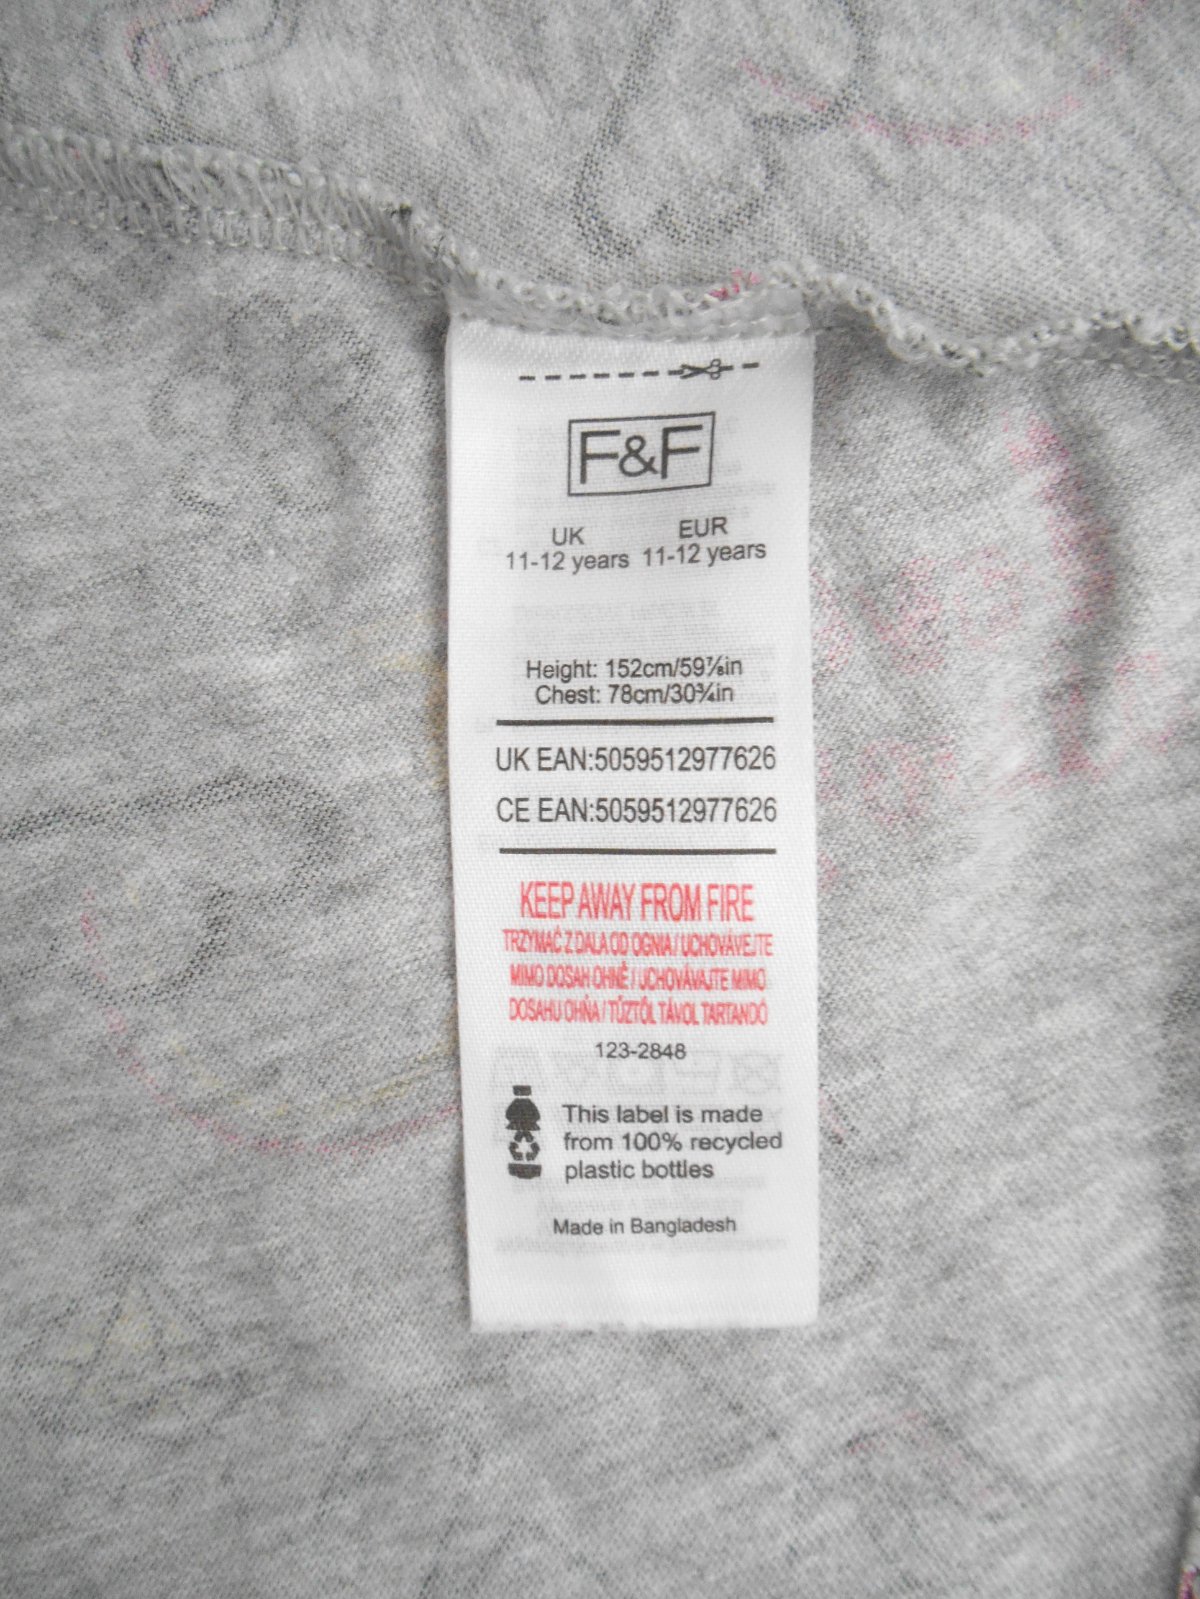 F&F
UK EUR
11-12 years 11-12 years
Height: 152cm/59⅞in
Chest: 78cm/30¾in
UK EAN:5059512977626
CE EAN:5059512977626
KEEP AWAY FROM FIRE
TRZYMAĆ Z DALA OD OGNIA / UCHOVÁVEJTE
MIMO DOSAH OHNĚ / UCHOVÁVAJTE MIMO
DOSAHU OHŇA / TŰZTŐL TÁVOL TARTANDÓ
123-2848
This label is made
from 100% recycled
plastic bottles
Made in Bangladesh